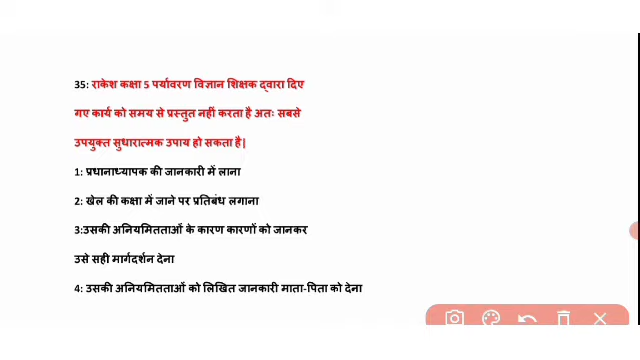 35: राकेश कक्षा 5 पर्यावरण विज्ञान शिक्षक द्वारा दिए
गए कार्य को समय से प्रस्तुत नहीं करता है अतः सबसे
उपयुक्त सुधारात्मक उपाय हो सकता है|
1: प्रधानाध्यापक की जानकारी में लाना
2: खेल की कक्षा में जाने पर प्रतिबंध लगाना
3:उसकी अनियमितताओं के कारण कारणों को जानकर
उसे सही मार्गदर्शन देना
4: उसकी अनियमितताओं को लिखित जानकारी माता-पिता को देना